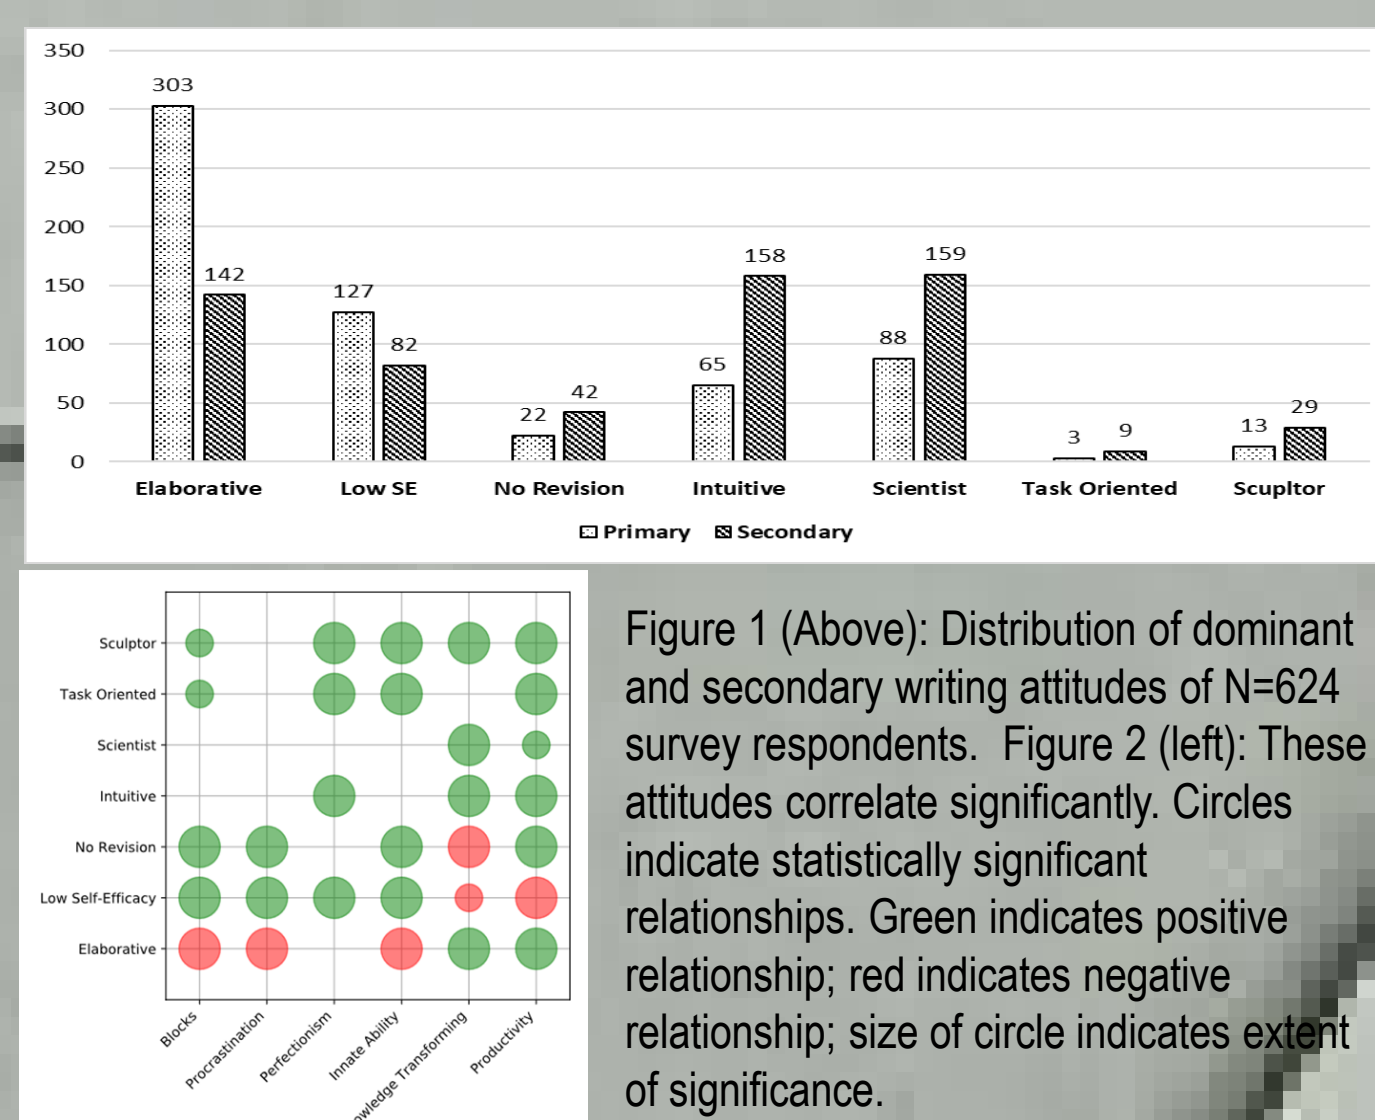 350
300
250
200
150
100
50
0
303
142
127
82
22
42
65
158
88
159
3
9
13
29
Elaborative Low SE No Revision Intuitive Scientist Task Oriented Scupltor
Primary Secondary
Sculptor
Task Oriented
Scientist
Intuitive
No Revision
Low Self-Efficacy
Elaborative
Blocks
Procrastination
Perfectionism
Innate Ability
Transforming
Productivity
Figure 1 (Above): Distribution of dominant
and secondary writing attitudes of N=624
survey respondents. Figure 2 (left): These
attitudes correlate significantly. Circles
indicate statistically significant
relationships. Green indicates positive
relationship; red indicates negative
relationship; size of circle indicates extent
of significance.